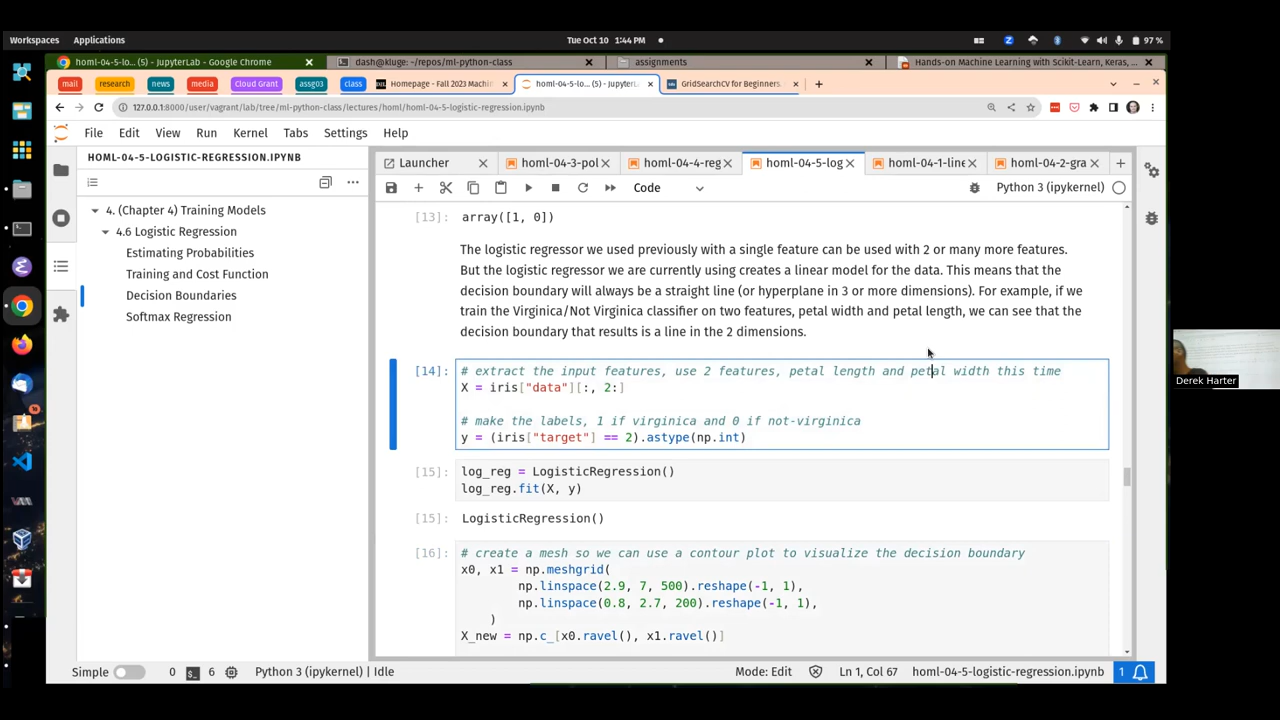 Workspaces Applications Tue Oct 10 1:44 PM 97 %
homl-04-5-lo... (5) - JupyterLab - Google Chrome dash@kluge: ~/repos/ml-python-class assignments Hands-on Machine Learning with Scikit-Learn, Keras, ...
mail research news media Cloud Grant assg03 class Homepage - Fall 2023 Machin homl-04-5-lo... (5) - JupyterLa GridSearchCV for Beginners.
127.0.0.1:8000/user/vagrant/lab/tree/ml-python-class/lectures/homl/homl-04-5-logistic-regression.ipynb
File Edit View Run Kernel Tabs Settings Help
HOML-04-5-LOGISTIC-REGRESSION.IPYNB
4. (Chapter 4) Training Models
4.6 Logistic Regression
Estimating Probabilities
Training and Cost Function
Decision Boundaries
Softmax Regression
Launcher homl-04-3-pol homl-04-4-reg homl-04-5-log homl-04-1-line homl-04-2-gra
Code Python 3 (ipykernel)
[13]: array([1, 0])
The logistic regressor we used previously with a single feature can be used with 2 or many more features.
But the logistic regressor we are currently using creates a linear model for the data. This means that the
decision boundary will always be a straight line (or hyperplane in 3 or more dimensions). For example, if we
train the Virginica/Not Virginica classifier on two features, petal width and petal length, we can see that the
decision boundary that results is a line in the 2 dimensions.
[14]: # extract the input features, use 2 features, petal length and petal width this time
X = iris["data"][:, 2:]
# make the labels, 1 if virginica and 0 if not-virginica
y = (iris["target"] == 2).astype(np.int)
[15]: log_reg = LogisticRegression()
log_reg.fit(X, y)
[15]: LogisticRegression()
[16]: # create a mesh so we can use a contour plot to visualize the decision boundary
x0, x1 = np.meshgrid(
np.linspace(2.9, 7, 500).reshape(-1, 1),
np.linspace(0.8, 2.7, 200).reshape(-1, 1),
)
X_new = np.c_[x0.ravel(), x1.ravel()]
Simple 0 6 Python 3 (ipykernel) | Idle Mode: Edit Ln 1, Col 67 homl-04-5-logistic-regression.ipynb 1
Derek Harter